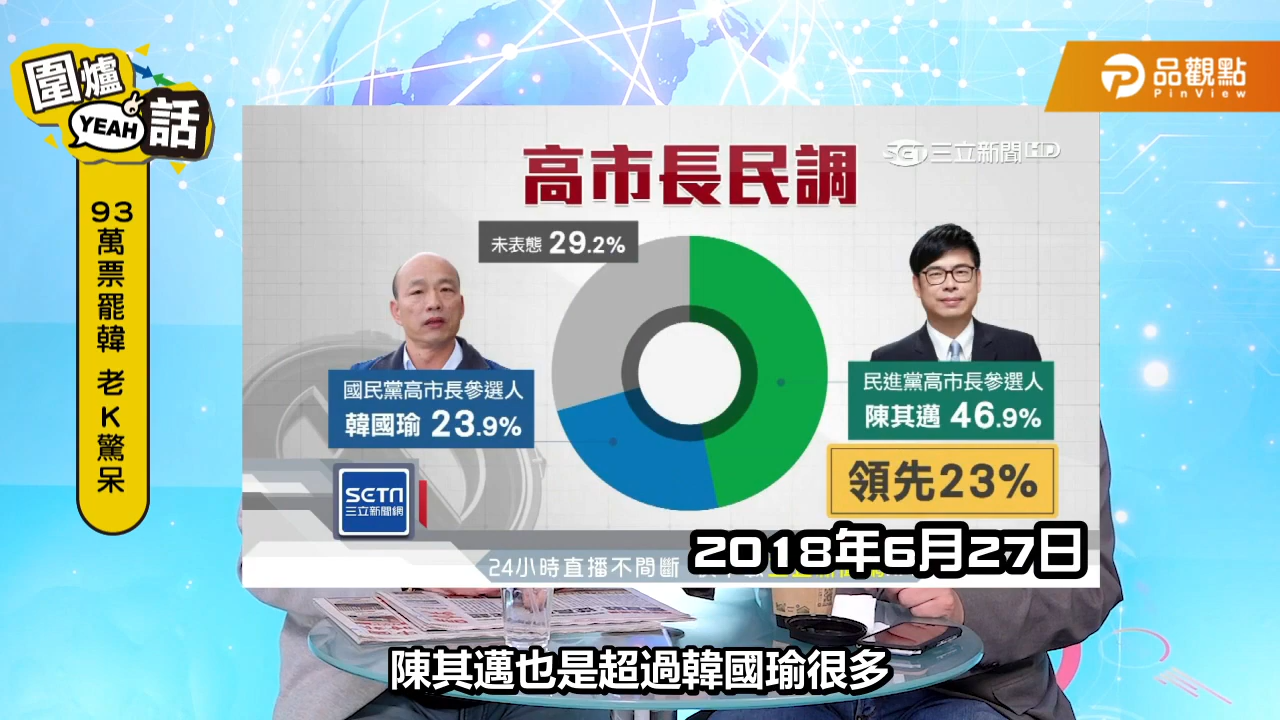 圍爐
YEAH
話
品觀點
PinView
93萬票罷韓 老K驚呆
高市長民調
SET 三立新聞HD
未表態 29.2%
國民黨高市長參選人
韓國瑜 23.9%
民進黨高市長參選人
陳其邁 46.9%
領先23%
SETN
三立新聞網
24小時直播不間斷
2018年6月27日
陳其邁也是超過韓國瑜很多